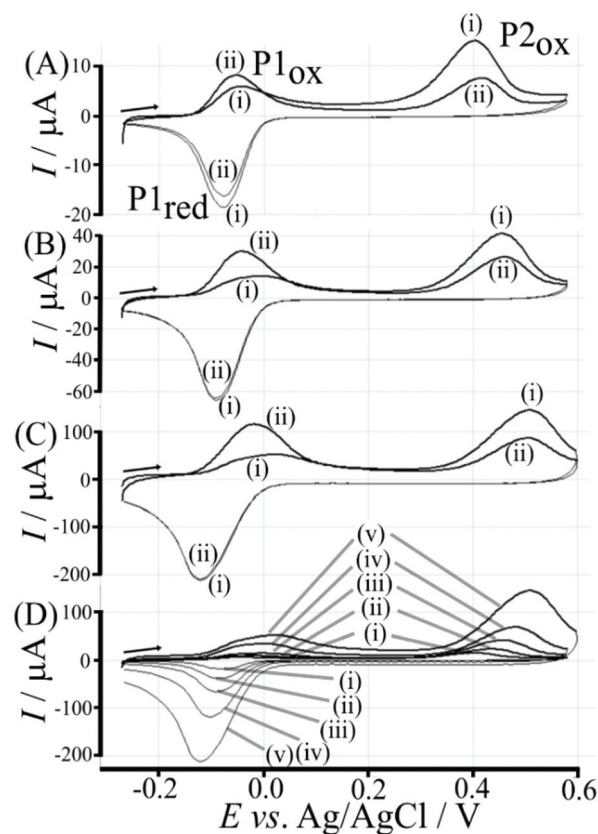 (A)
(ii)
P1ox
(i)
P2ox
(i)
(ii)
10
0
-10
-20
I / µA
(ii)
P1red
(i)
(B)
40
20
0
-20
-40
-60
I / µA
(ii)
(i)
(i)
(ii)
(ii)
(i)
(C)
100
0
-100
-200
I / µA
(ii)
(i)
(i)
(ii)
(ii)
(i)
(D)
100
0
-100
-200
I / µA
(v)
(iv)
(iii)
(ii)
(i)
(i)
(ii)
(iii)
(v)(iv)
-0.2 0.0 0.2 0.4 0.6
E vs. Ag/AgCl / V